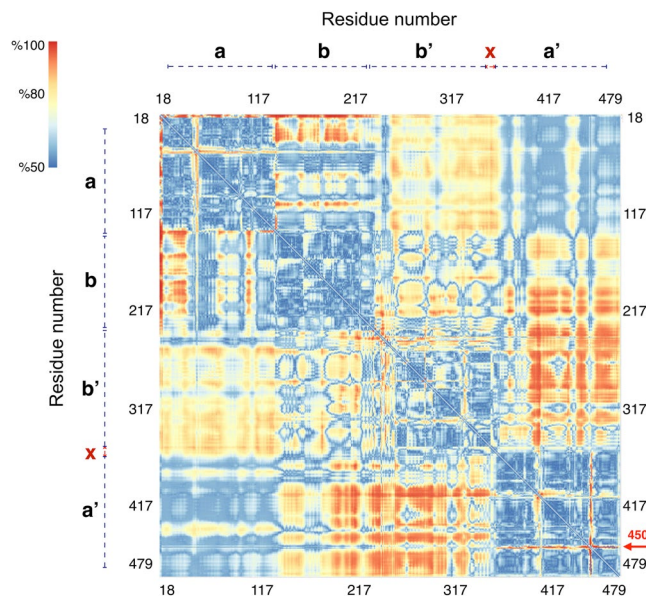 Residue number
a b b' x a'
%100
%80
%50
18 117 217 317 417 479
18 18
a
117 117
b
217 217
Residue number
b'
317 317
x
a'
417 417
450
479 479
18 117 217 317 417 479